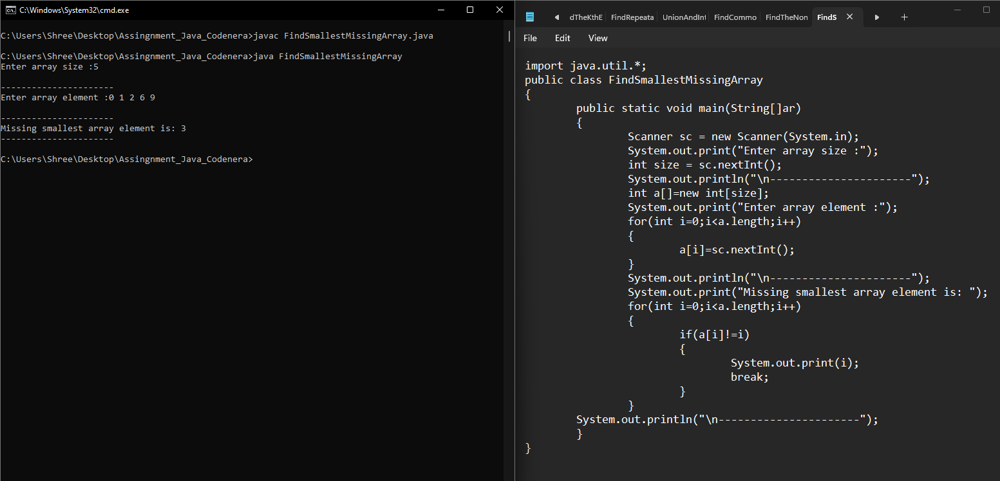 C:\Windows\System32\cmd.exe
C:\Users\Shree\Desktop\Assingnment_Java_Codenera>javac FindSmallestMissingArray.java
C:\Users\Shree\Desktop\Assingnment_Java_Codenera>java FindSmallestMissingArray
Enter array size :5
----------------------
Enter array element :0 1 2 6 9
----------------------
Missing smallest array element is: 3
----------------------
C:\Users\Shree\Desktop\Assingnment_Java_Codenera>
dTheKthE FindRepeata UnionAndInt FindCommo FindTheNon FindS
File Edit View
import java.util.*;
public class FindSmallestMissingArray
{
public static void main(String[]ar)
{
Scanner sc = new Scanner(System.in);
System.out.print("Enter array size :");
int size = sc.nextInt();
System.out.println("\n----------------------");
int a[]=new int[size];
System.out.print("Enter array element :");
for(int i=0;i<a.length;i++)
{
a[i]=sc.nextInt();
}
System.out.println("\n----------------------");
System.out.print("Missing smallest array element is: ");
for(int i=0;i<a.length;i++)
{
if(a[i]!=i)
{
System.out.print(i);
break;
}
}
System.out.println("\n----------------------");
}
}